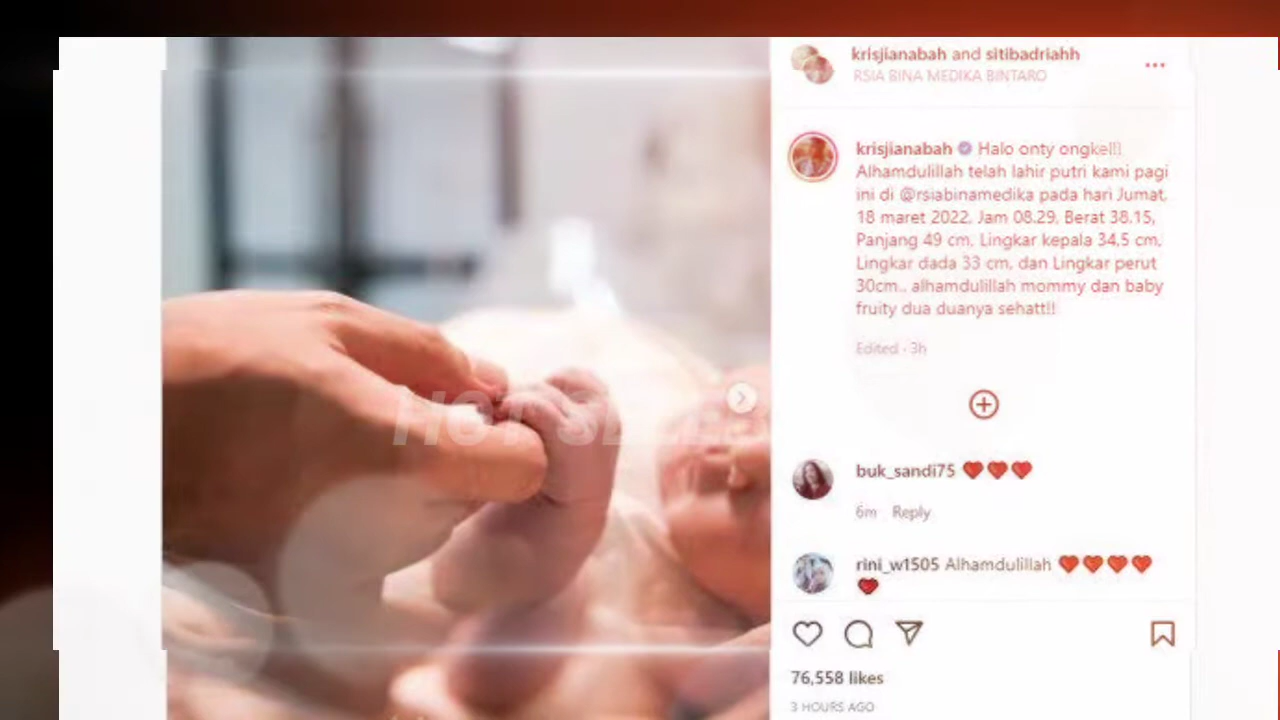 krisjianabah and sitibadriahh
RSIA BINA MEDIKA BINTARO
krisjianabah Halo onty ongkel!!
Alhamdulillah telah lahir putri kami pagi
ini di @rsiabinamedika pada hari Jumat,
18 maret 2022, Jam 08.29, Berat 38.15,
Panjang 49 cm, Lingkar kepala 34,5 cm,
Lingkar dada 33 cm, dan Lingkar perut
30cm.. alhamdulillah mommy dan baby
fruity dua duanya sehatt!!
Edited · 3h
HOT SELE
buk_sandi75 ❤❤❤
6m Reply
rini_w1505 Alhamdulillah ❤❤❤❤
❤
76,558 likes
3 HOURS AGO